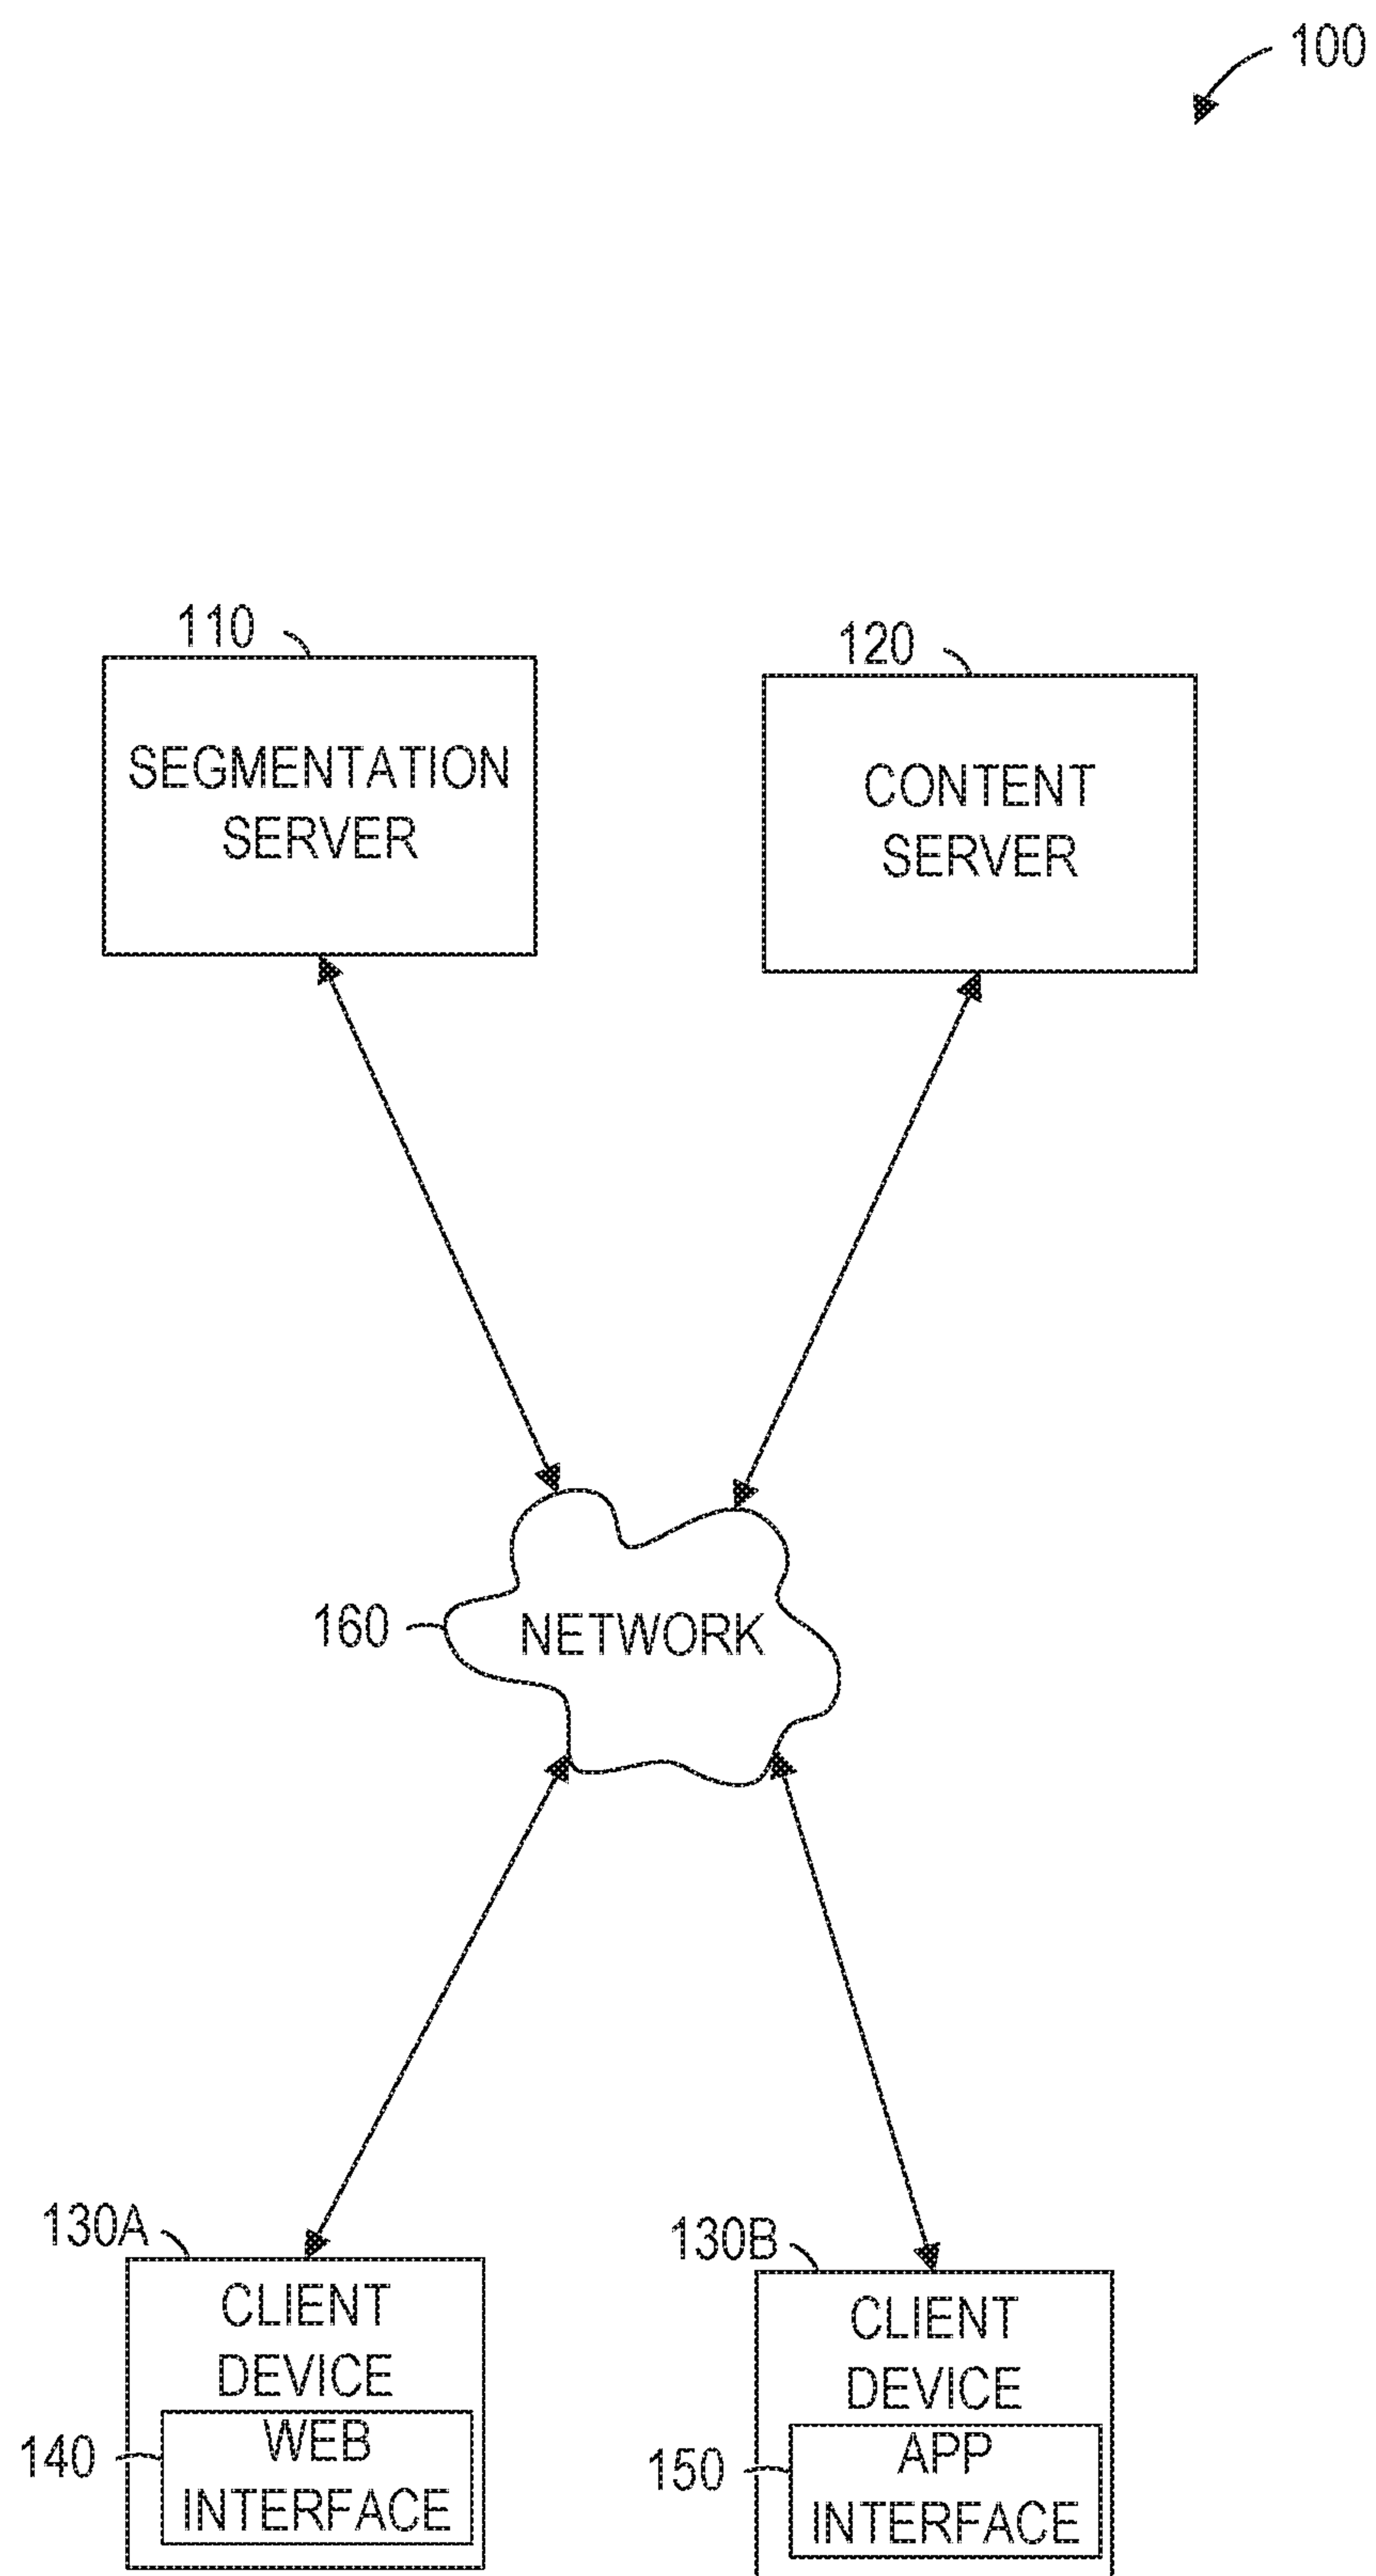 100
110
120
SEGMENTATION
SERVER
CONTENT
SERVER
160
NETWORK
130A
130B
CLIENT
DEVICE
140
WEB
INTERFACE
CLIENT
DEVICE
150
APP
INTERFACE